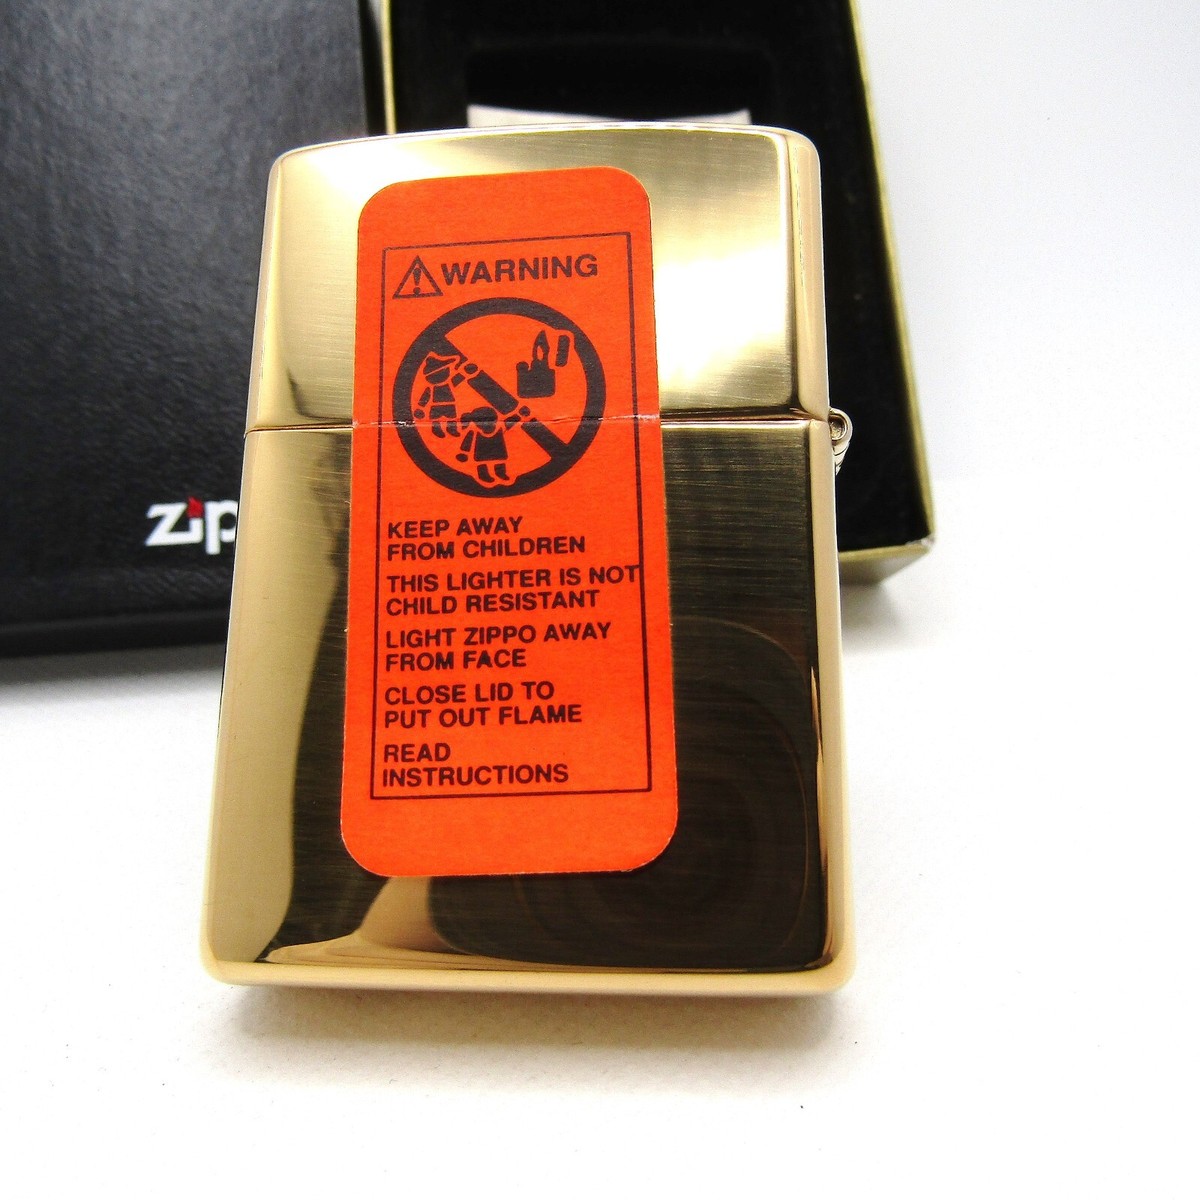 WARNING
KEEP AWAY
FROM CHILDREN
THIS LIGHTER IS NOT
CHILD RESISTANT
LIGHT ZIPPO AWAY
FROM FACE
CLOSE LID TO
PUT OUT FLAME
READ
INSTRUCTIONS
zip